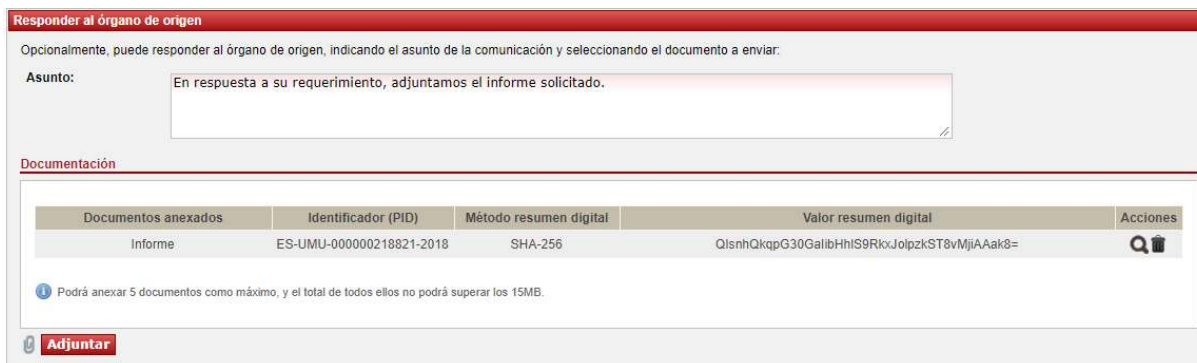 Responder al órgano de origen
Opcionalmente, puede responder al órgano de origen, indicando el asunto de la comunicación y seleccionando el documento a enviar:
Asunto:
En respuesta a su requerimiento, adjuntamos el informe solicitado.
Documentación
Documentos anexados Identificador (PID) Método resumen digital Valor resumen digital Acciones
Informe ES-UMU-000000218821-2018 SHA-256 QIsnhQkqpG30GaIibHhIS9RkxJolpzkST8vMjiAAak8=
Podrá anexar 5 documentos como máximo, y el total de todos ellos no podrá superar los 15MB.
Adjuntar